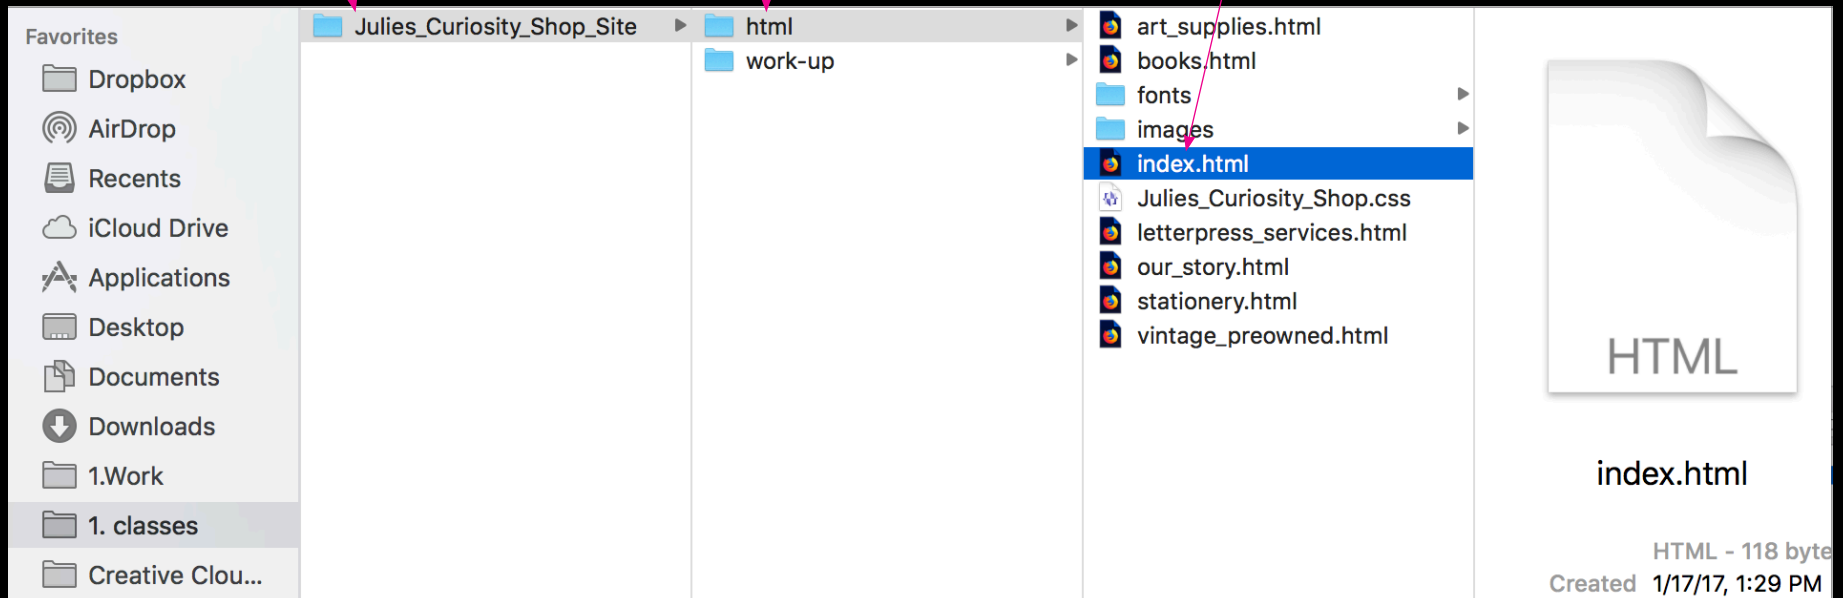 Favorites
Dropbox
AirDrop
Recents
iCloud Drive
Applications
Desktop
Documents
Downloads
1.Work
1. classes
Creative Clou...
Julies_Curiosity_Shop_Site
html
work-up
art_supplies.html
books.html
fonts
images
index.html
Julies_Curiosity_Shop.css
letterpress_services.html
our_story.html
stationery.html
vintage_preowned.html
HTML
index.html
HTML - 118 byte
Created 1/17/17, 1:29 PM